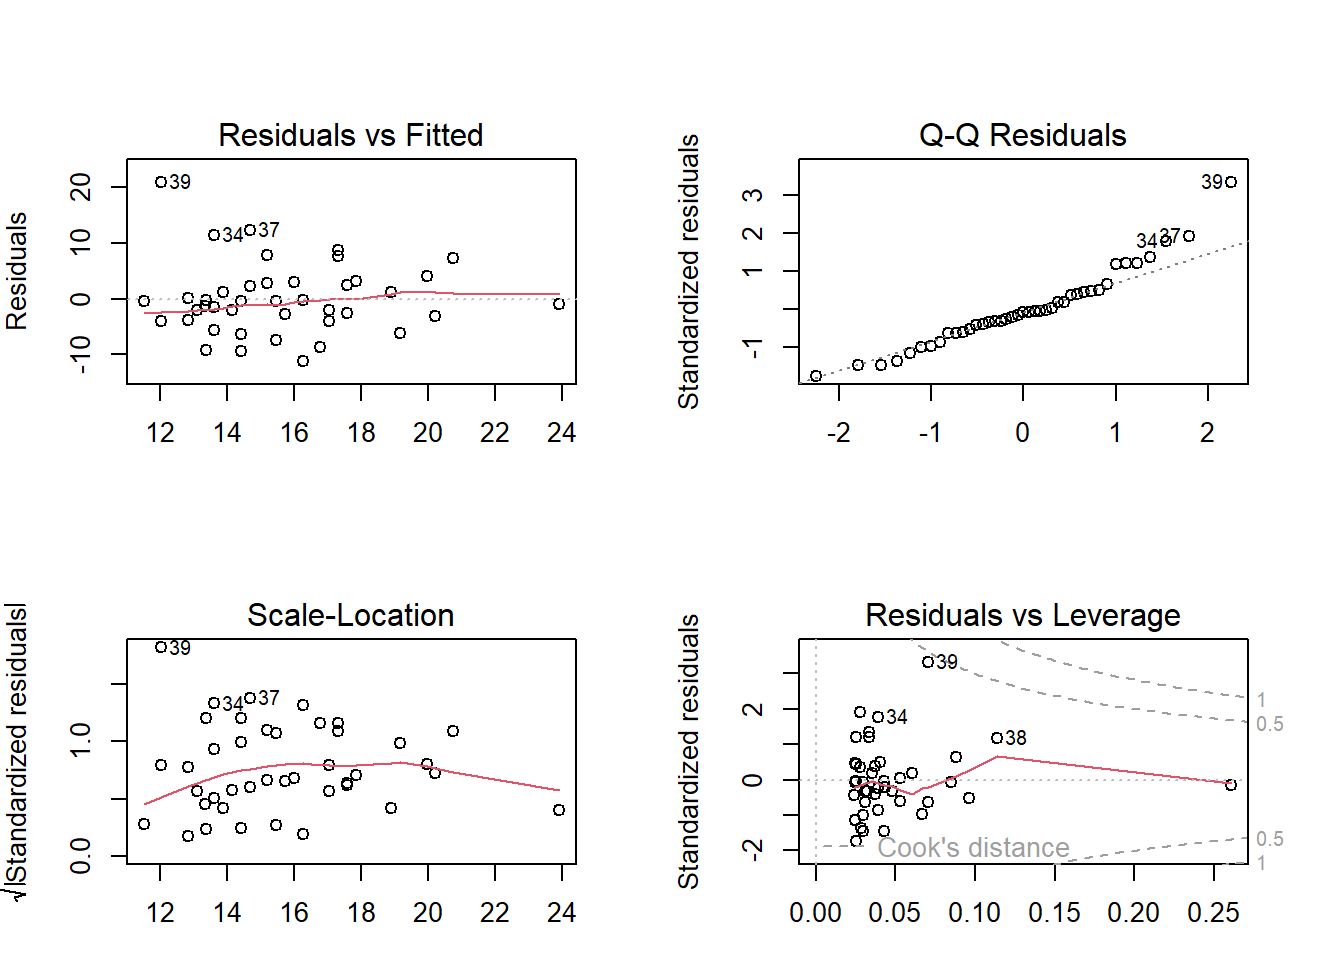 Residuals vs Fitted
Residuals
20
10
0
-10
39
34
37
12 14 16 18 20 22 24
Q-Q Residuals
Standardized residuals
3
2
1
-1
39
34
37
-2 -1 0 1 2
Scale-Location
√|Standardized residuals|
1.0
0.0
39
34
37
12 14 16 18 20 22 24
Residuals vs Leverage
Standardized residuals
2
0
-2
39
34
38
1
0.5
0.5
1
Cook's distance
0.00 0.05 0.10 0.15 0.20 0.25